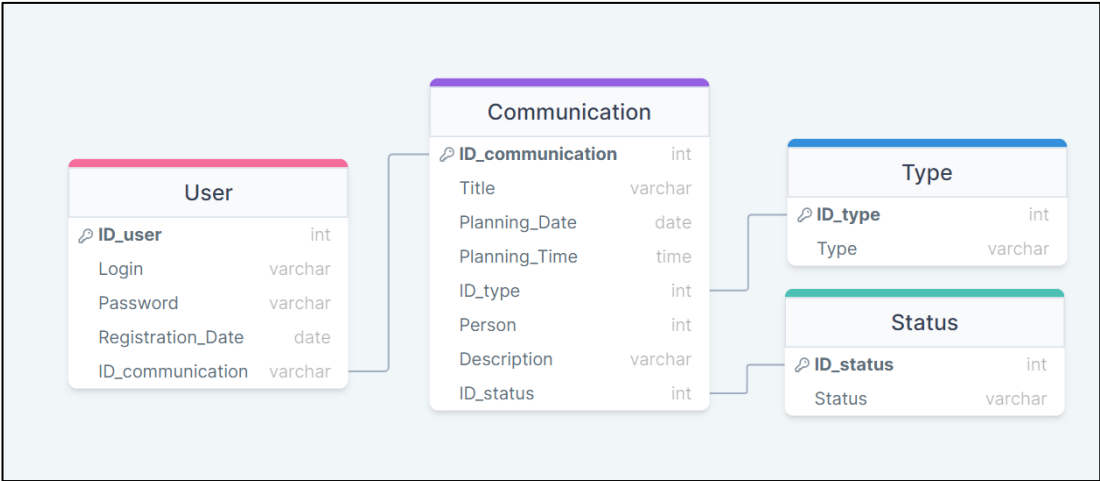 User
ID_user int
Login varchar
Password varchar
Registration_Date date
ID_communication varchar
Communication
ID_communication int
Title varchar
Planning_Date date
Planning_Time time
ID_type int
Person int
Description varchar
ID_status int
Type
ID_type int
Type varchar
Status
ID_status int
Status varchar